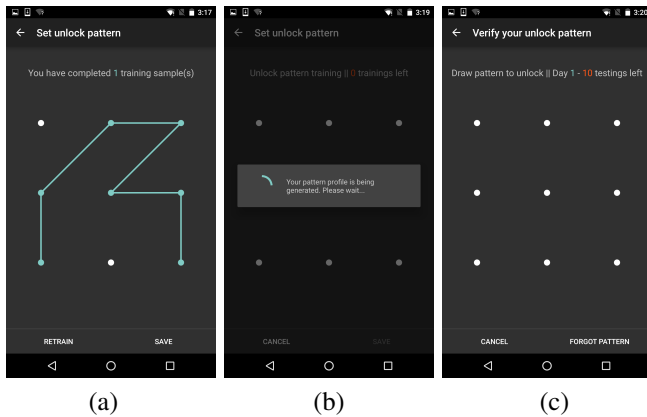 3:17
Set unlock pattern
You have completed 1 training sample(s)
RETRAIN SAVE
(a)
3:19
Set unlock pattern
Unlock pattern training || 0 trainings left
Your pattern profile is being
generated. Please wait...
CANCEL SAVE
(b)
3:20
Verify your unlock pattern
Draw pattern to unlock || Day 1 - 10 testings left
CANCEL FORGOT PATTERN
(c)